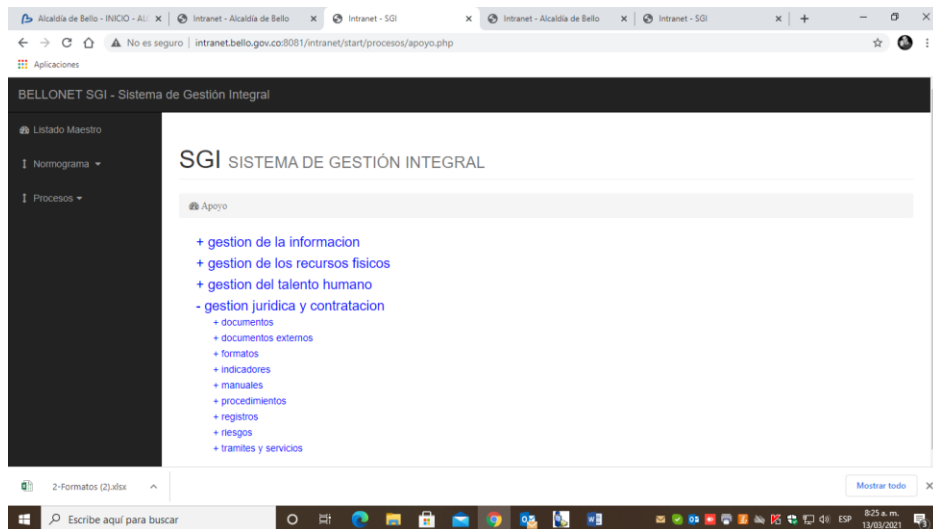 Alcaldía de Bello - INICIO - AL
Intranet - Alcaldía de Bello
Intranet - SGI
Intranet - Alcaldía de Bello
Intranet - SGI
No es seguro | intranet.bello.gov.co:8081/intranet/start/procesos/apoyo.php
Aplicaciones
BELLONET SGI - Sistema de Gestión Integral
Listado Maestro
Normograma
Procesos
SGI SISTEMA DE GESTIÓN INTEGRAL
Apoyo
+ gestion de la informacion
+ gestion de los recursos fisicos
+ gestion del talento humano
- gestion juridica y contratacion
+ documentos
+ documentos externos
+ formatos
+ indicadores
+ manuales
+ procedimientos
+ registros
+ riesgos
+ tramites y servicios
2-Formatos (2).xlsx
Mostrar todo
Escribe aquí para buscar
ESP
8:25 a. m.
13/03/2021